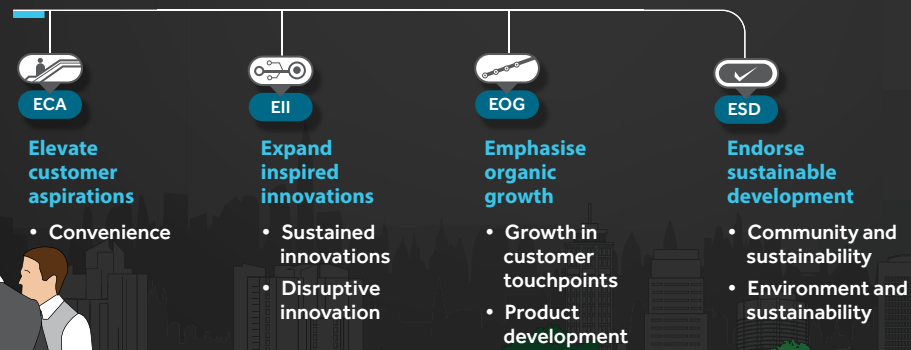 ECA
Elevate
customer
aspirations
• Convenience
EII
Expand
inspired
innovations
• Sustained
innovations
• Disruptive
innovation
EOG
Emphasise
organic
growth
• Growth in
customer
touchpoints
• Product
development
ESD
Endorse
sustainable
development
• Community and
sustainability
• Environment and
sustainability